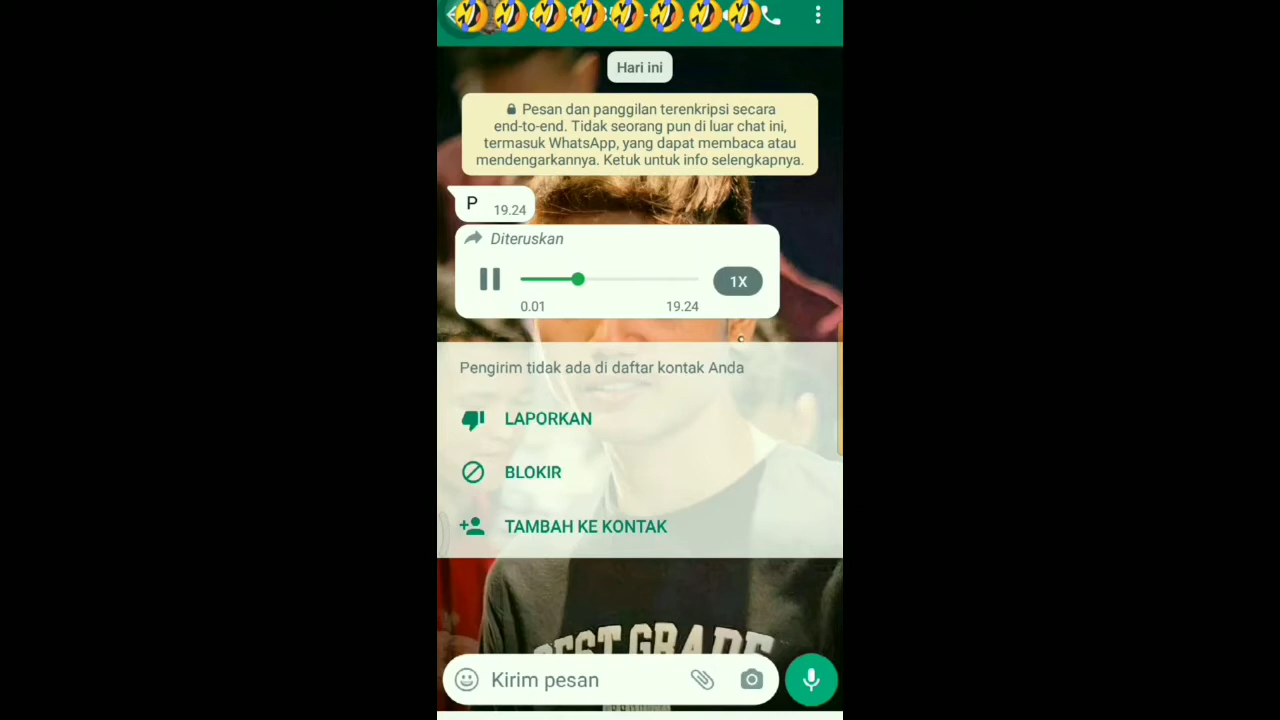 Hari ini
Pesan dan panggilan terenkripsi secara
end-to-end. Tidak seorang pun di luar chat ini,
termasuk WhatsApp, yang dapat membaca atau
mendengarkannya. Ketuk untuk info selengkapnya.
P 19.24
Diteruskan
1X
0.01 19.24
Pengirim tidak ada di daftar kontak Anda
LAPORKAN
BLOKIR
TAMBAH KE KONTAK
BEST GRADE
Kirim pesan